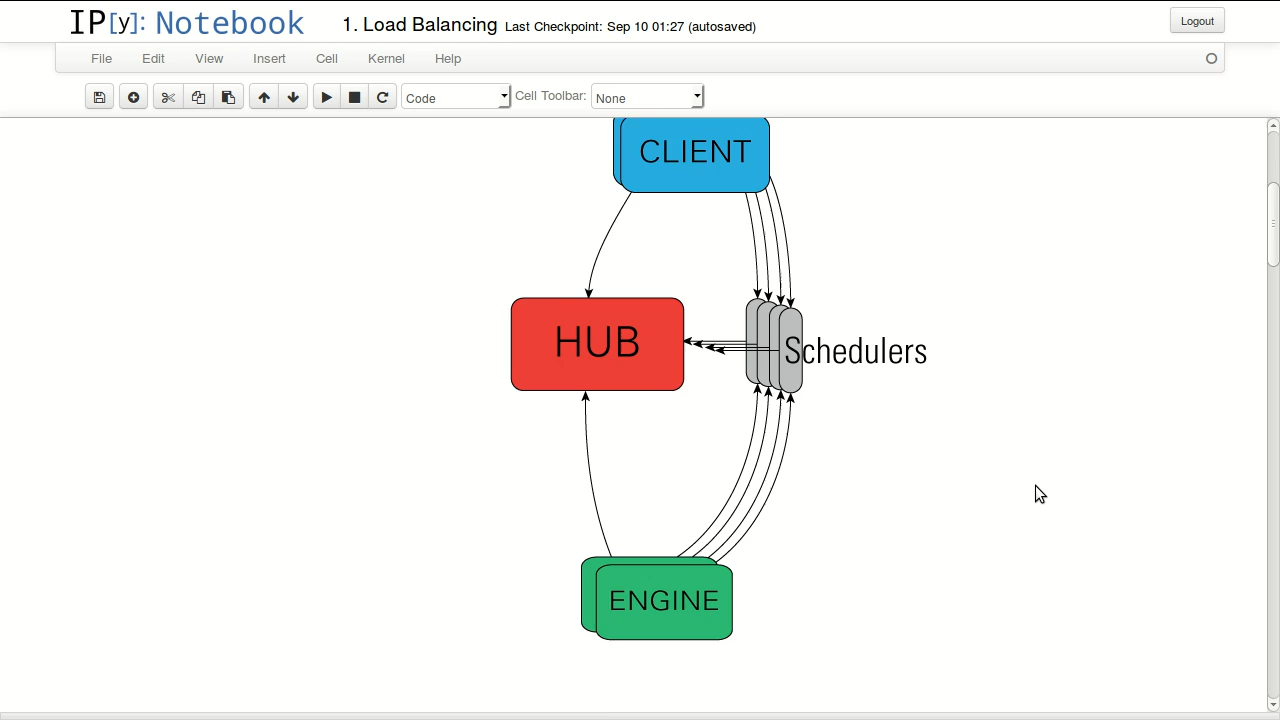 IP[y]: Notebook 1. Load Balancing Last Checkpoint: Sep 10 01:27 (autosaved) Logout
File Edit View Insert Cell Kernel Help
Code Cell Toolbar: None
CLIENT
HUB
Schedulers
ENGINE